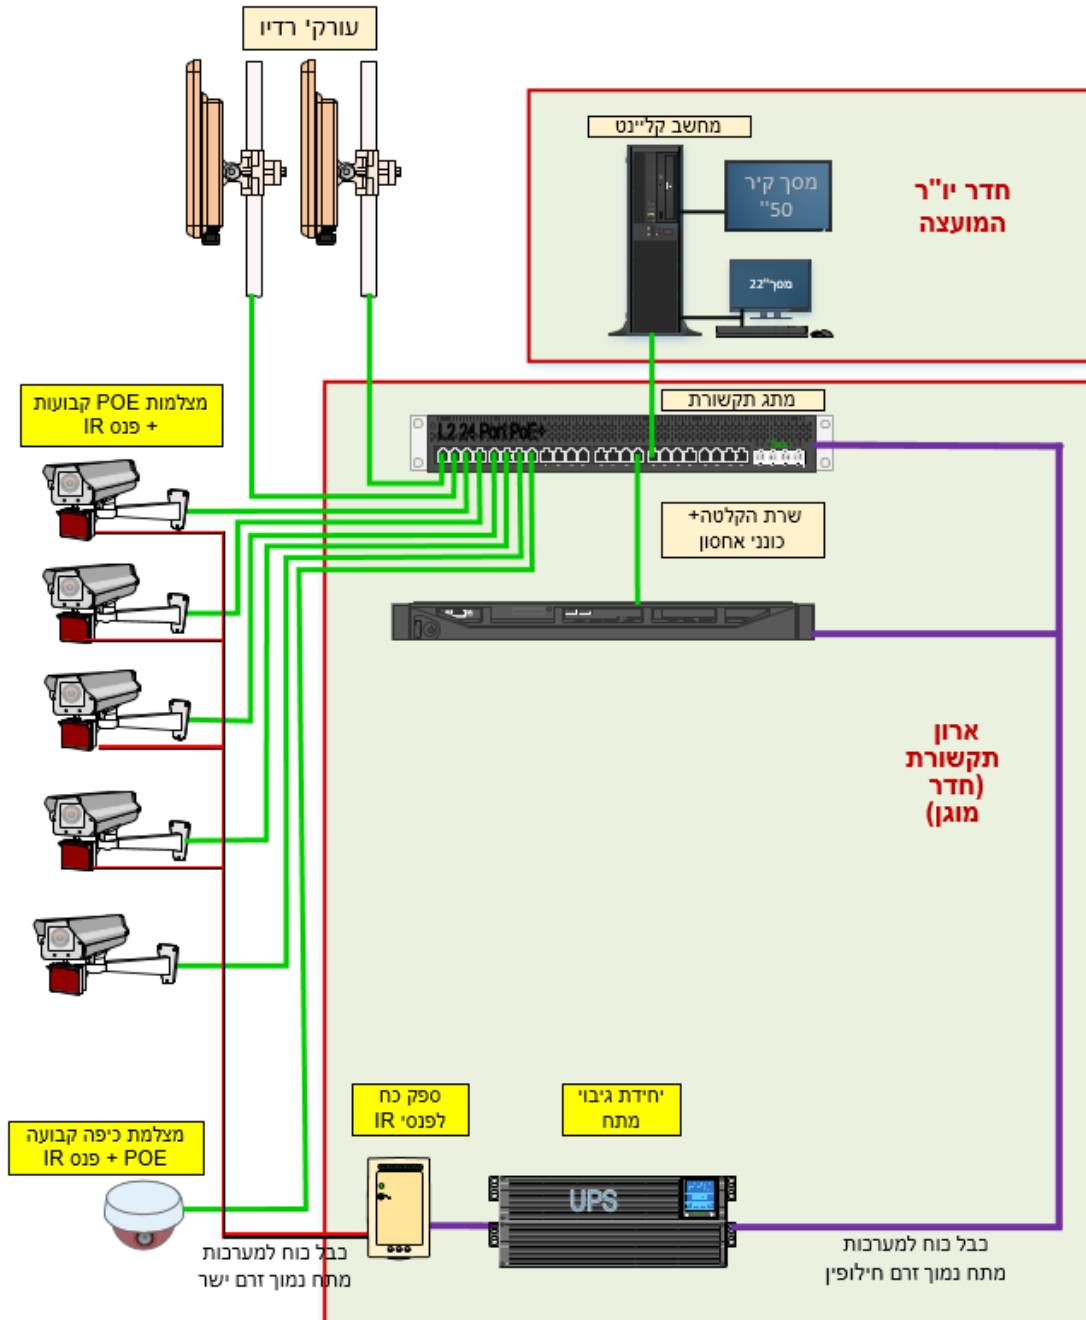 עורקי רדיו
מחשב קליינט
מסך קיר
50"
חדר יו"ר
המועצה
מסך"22
מצלמות POE קבועות
+ פנס IR
מתג תקשורת
L2 24 Port PoE+
שרת הקלטה+
כונני אחסון
ארון
תקשורת
(חדר
מוגן)
ספק כח
לפנסי IR
יחידת גיבוי
מתח
מצלמת כיפה קבועה
POE + פנס IR
UPS
כבל כוח למערכות
מתח נמוך זרם ישר
כבל כוח למערכות
מתח נמוך זרם חילופין